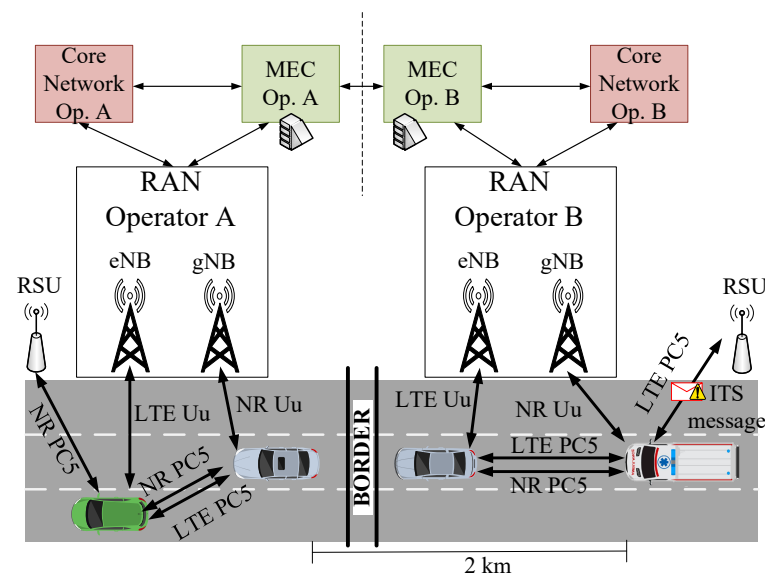 Core
Network
Op. A
MEC
Op. A
MEC
Op. B
Core
Network
Op. B
RAN
Operator A
RAN
Operator B
eNB
gNB
eNB
gNB
RSU
RSU
LTE PC5
ITS
message
NR PC5
LTE Uu
NR Uu
LTE Uu
NR Uu
BORDER
NR PC5
LTE PC5
LTE PC5
NR PC5
2 km